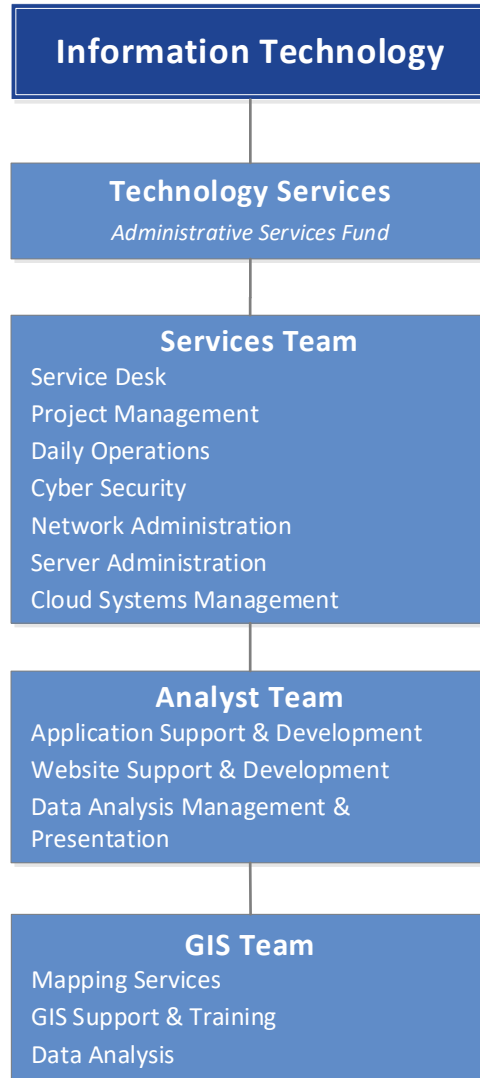 Information Technology
Technology Services
Administrative Services Fund
Services Team
Service Desk
Project Management
Daily Operations
Cyber Security
Network Administration
Server Administration
Cloud Systems Management
Analyst Team
Application Support & Development
Website Support & Development
Data Analysis Management &
Presentation
GIS Team
Mapping Services
GIS Support & Training
Data Analysis